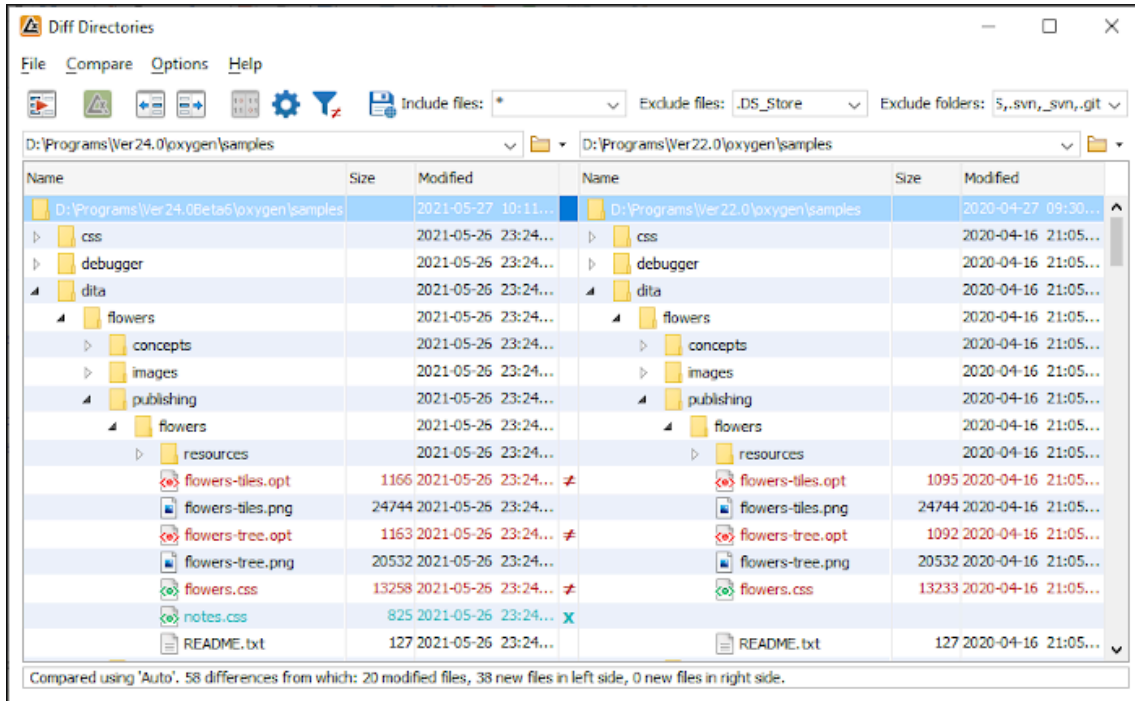 Diff Directories
File Compare Options Help
Include files: * Exclude files: .DS_Store Exclude folders: 5,.svn,_svn,.git
D:\Programs\Ver24.0\oxygen\samples D:\Programs\Ver22.0\oxygen\samples
Name Size Modified Name Size Modified
D:\Programs\Ver24.0Beta6\oxygen\samples 2021-05-27 10:11... D:\Programs\Ver22.0\oxygen\samples 2020-04-27 09:30...
css 2021-05-26 23:24... css 2020-04-16 21:05...
debugger 2021-05-26 23:24... debugger 2020-04-16 21:05...
dita 2021-05-26 23:24... dita 2020-04-16 21:05...
flowers 2021-05-26 23:24... flowers 2020-04-16 21:05...
concepts 2021-05-26 23:24... concepts 2020-04-16 21:05...
images 2021-05-26 23:24... images 2020-04-16 21:05...
publishing 2021-05-26 23:24... publishing 2020-04-16 21:05...
flowers 2021-05-26 23:24... flowers 2020-04-16 21:05...
resources 2021-05-26 23:24... resources 2020-04-16 21:05...
flowers-tiles.opt 1166 2021-05-26 23:24... ≠ flowers-tiles.opt 1095 2020-04-16 21:05...
flowers-tiles.png 24744 2021-05-26 23:24... flowers-tiles.png 24744 2020-04-16 21:05...
flowers-tree.opt 1163 2021-05-26 23:24... ≠ flowers-tree.opt 1092 2020-04-16 21:05...
flowers-tree.png 20532 2021-05-26 23:24... flowers-tree.png 20532 2020-04-16 21:05...
flowers.css 13258 2021-05-26 23:24... ≠ flowers.css 13233 2020-04-16 21:05...
notes.css 825 2021-05-26 23:24... x
README.txt 127 2021-05-26 23:24... README.txt 127 2020-04-16 21:05...
Compared using 'Auto'. 58 differences from which: 20 modified files, 38 new files in left side, 0 new files in right side.